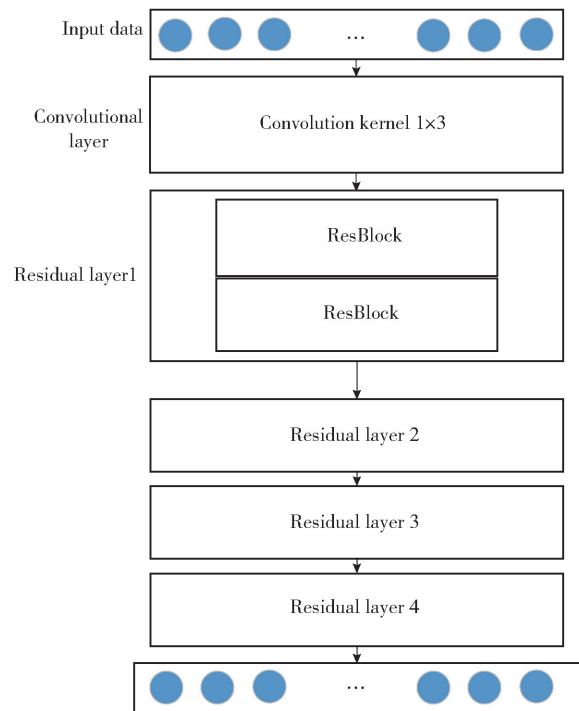 Input data
...
Convolutional
layer
Convolution kernel 1×3
Residual layer1
ResBlock
ResBlock
Residual layer 2
Residual layer 3
Residual layer 4
...